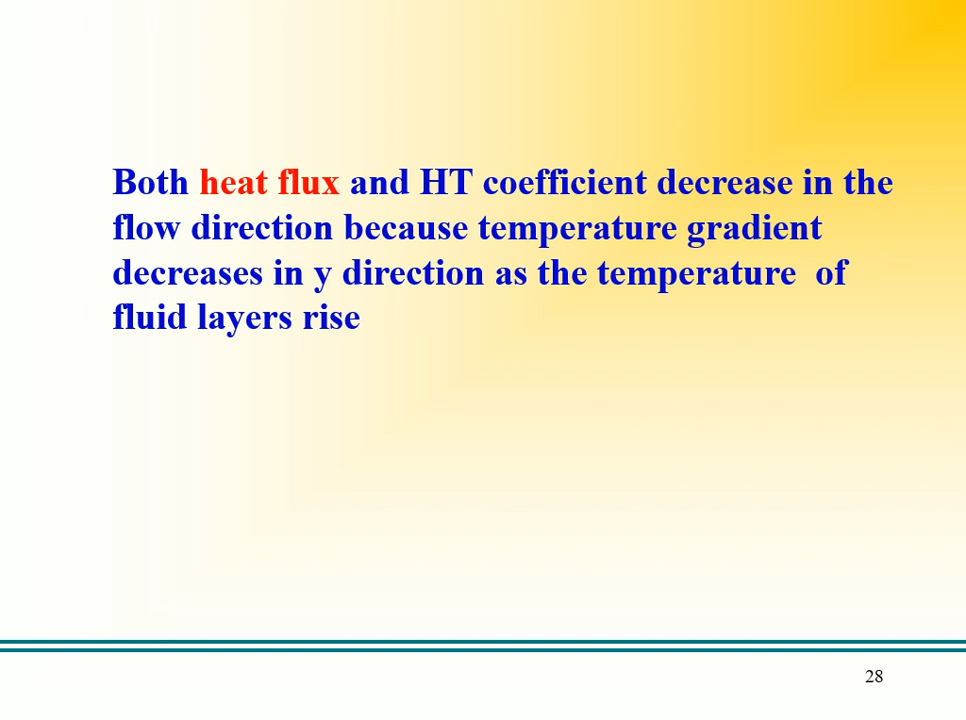 Both heat flux and HT coefficient decrease in the
flow direction because temperature gradient
decreases in y direction as the temperature of
fluid layers rise
28